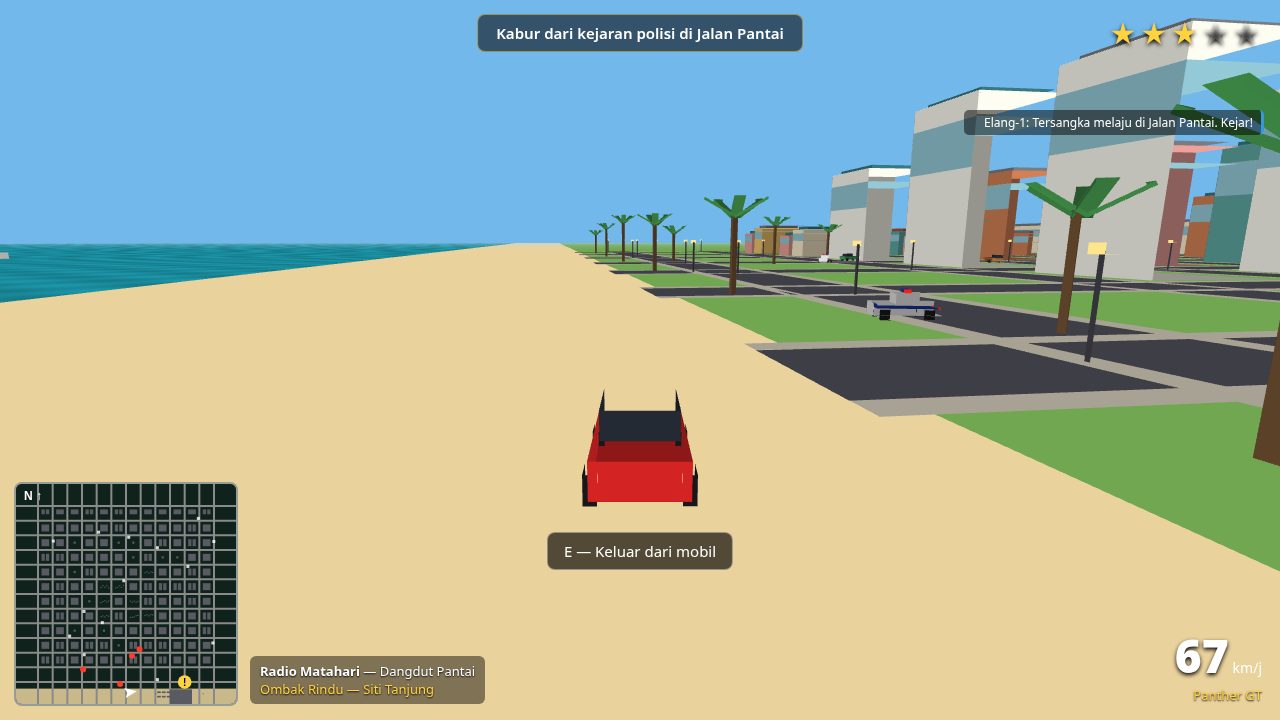 Kabur dari kejaran polisi di Jalan Pantai
Elang-1: Tersangka melaju di Jalan Pantai. Kejar!
E — Keluar dari mobil
N ↑
!
Radio Matahari — Dangdut Pantai
Ombak Rindu — Siti Tanjung
67 km/j
Panther GT